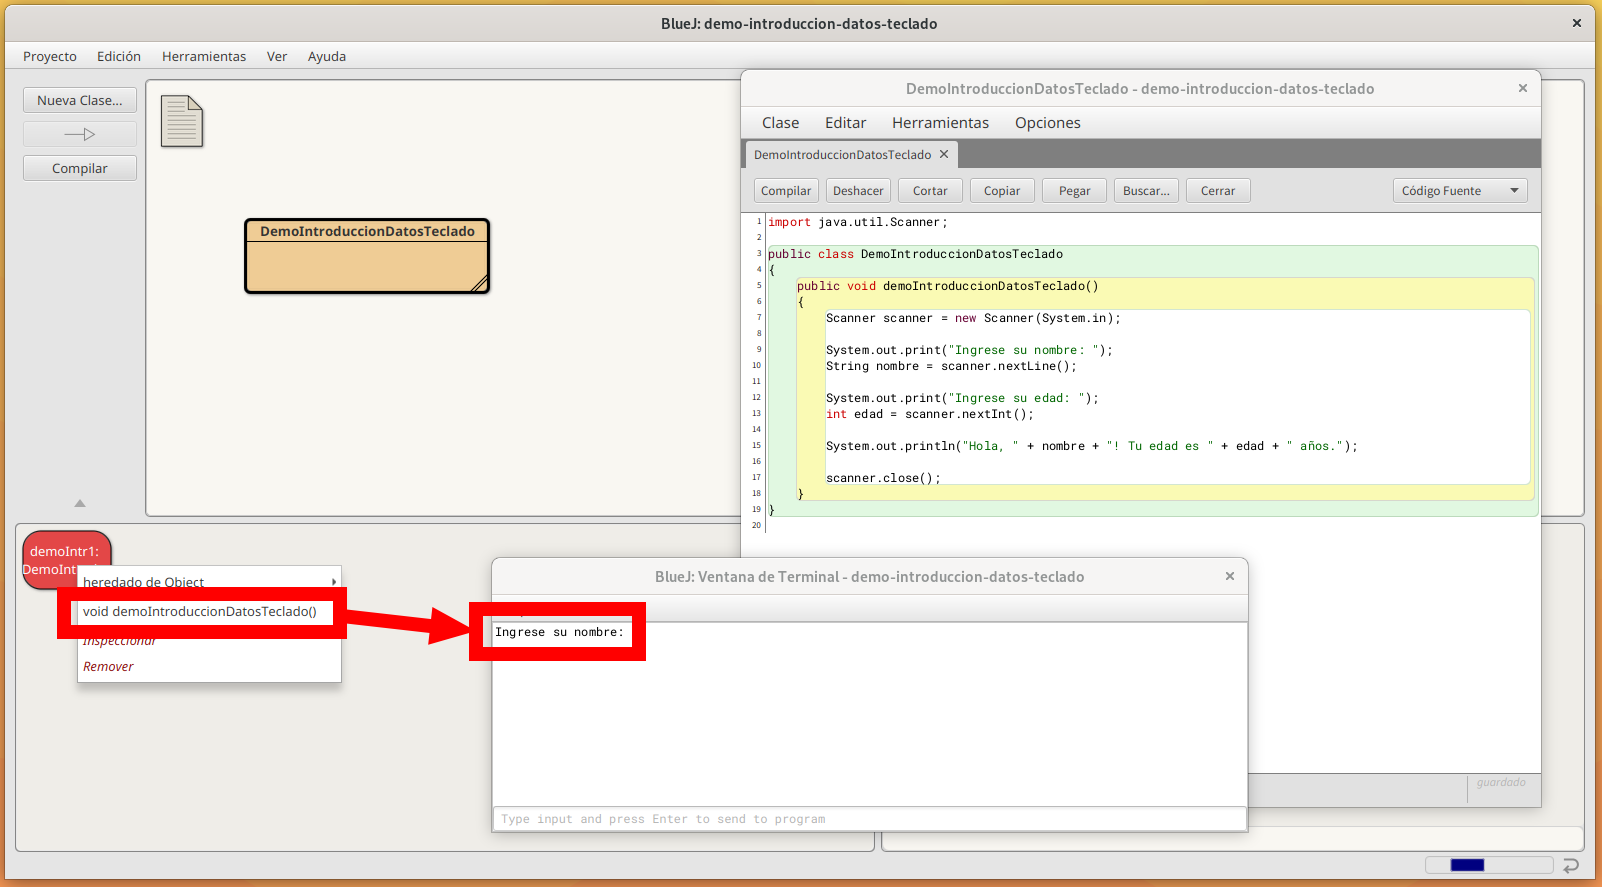 BlueJ: demo-introduccion-datos-teclado
Proyecto Edición Herramientas Ver Ayuda
Nueva Clase...
Compilar
DemoIntroduccionDatosTeclado
DemoIntroduccionDatosTeclado - demo-introduccion-datos-teclado
Clase Editar Herramientas Opciones
DemoIntroduccionDatosTeclado
Compilar Deshacer Cortar Copiar Pegar Buscar... Cerrar Código Fuente
1 import java.util.Scanner;
2
3 public class DemoIntroduccionDatosTeclado
4 {
5 public void demoIntroduccionDatosTeclado()
6 {
7 Scanner scanner = new Scanner(System.in);
8
9 System.out.print("Ingrese su nombre: ");
10 String nombre = scanner.nextLine();
11
12 System.out.print("Ingrese su edad: ");
13 int edad = scanner.nextInt();
14
15 System.out.println("Hola, " + nombre + "! Tu edad es " + edad + " años.");
16
17 scanner.close();
18 }
19 }
20
guardado
demoIntr1:
DemoInt
heredado de Object
void demoIntroduccionDatosTeclado()
Inspeccionar
Remover
BlueJ: Ventana de Terminal - demo-introduccion-datos-teclado
Ingrese su nombre:
Type input and press Enter to send to program